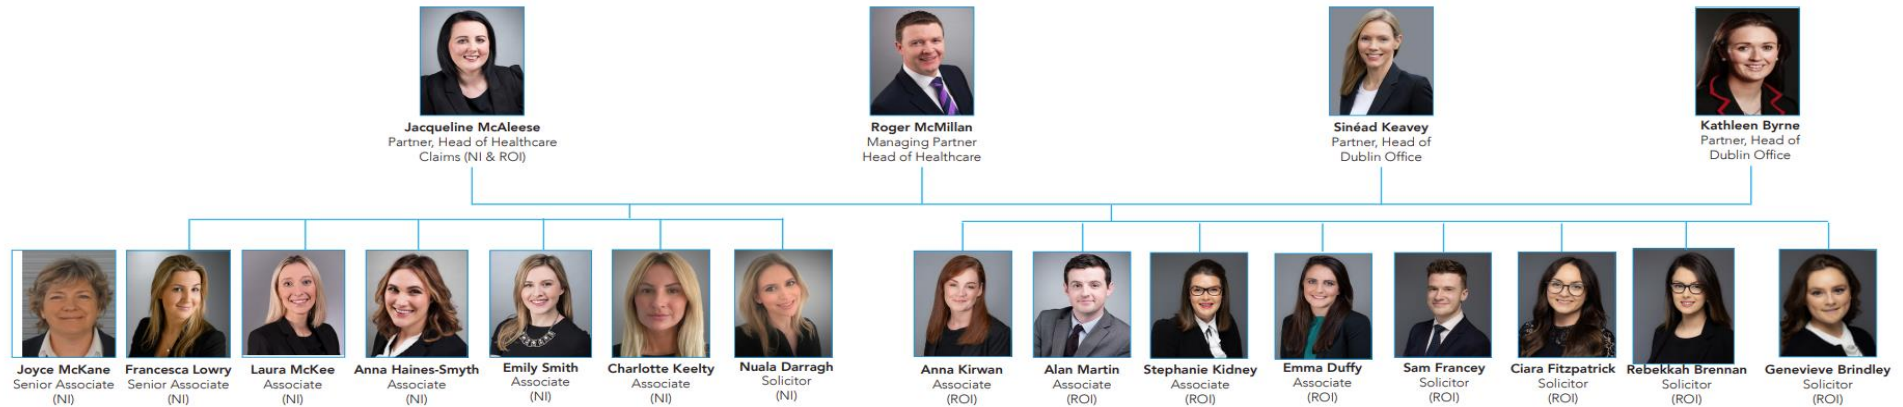 Jacqueline McAleese
Partner, Head of Healthcare
Claims (NI & ROI)
Roger McMillan
Managing Partner
Head of Healthcare
Sinéad Keavey
Partner, Head of
Dublin Office
Kathleen Byrne
Partner, Head of
Dublin Office
Joyce McKane
Senior Associate
(NI)
Francesca Lowry
Senior Associate
(NI)
Laura McKee
Associate
(NI)
Anna Haines-Smyth
Associate
(NI)
Emily Smith
Associate
(NI)
Charlotte Keelty
Associate
(NI)
Nuala Darragh
Solicitor
(NI)
Anna Kirwan
Associate
(ROI)
Alan Martin
Associate
(ROI)
Stephanie Kidney
Associate
(ROI)
Emma Duffy
Associate
(ROI)
Sam Francey
Solicitor
(ROI)
Ciara Fitzpatrick
Solicitor
(ROI)
Rebekkah Brennan
Solicitor
(ROI)
Genevieve Brindley
Solicitor
(ROI)